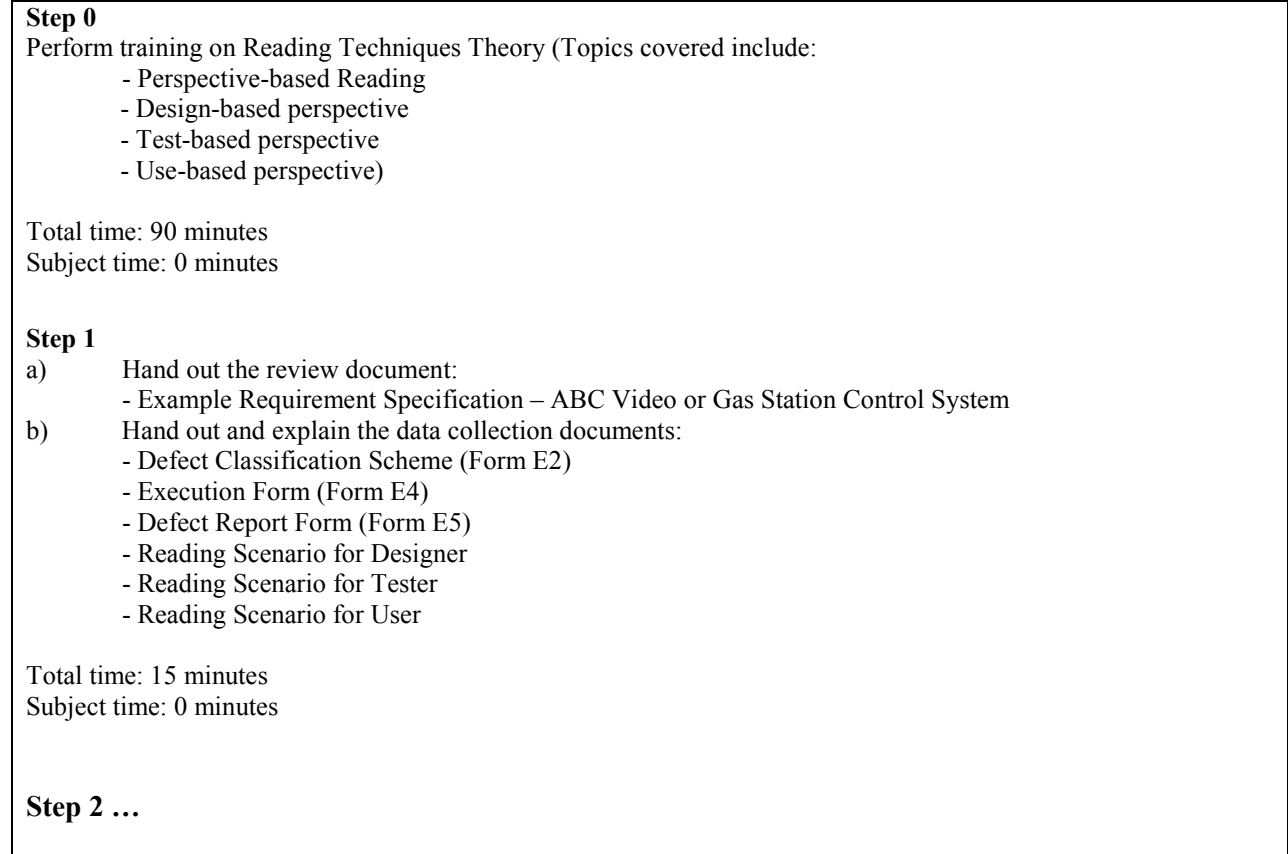 Step 0
Perform training on Reading Techniques Theory (Topics covered include:
- Perspective-based Reading
- Design-based perspective
- Test-based perspective
- Use-based perspective)
Total time: 90 minutes
Subject time: 0 minutes
Step 1
a) Hand out the review document:
- Example Requirement Specification – ABC Video or Gas Station Control System
b) Hand out and explain the data collection documents:
- Defect Classification Scheme (Form E2)
- Execution Form (Form E4)
- Defect Report Form (Form E5)
- Reading Scenario for Designer
- Reading Scenario for Tester
- Reading Scenario for User
Total time: 15 minutes
Subject time: 0 minutes
Step 2 …